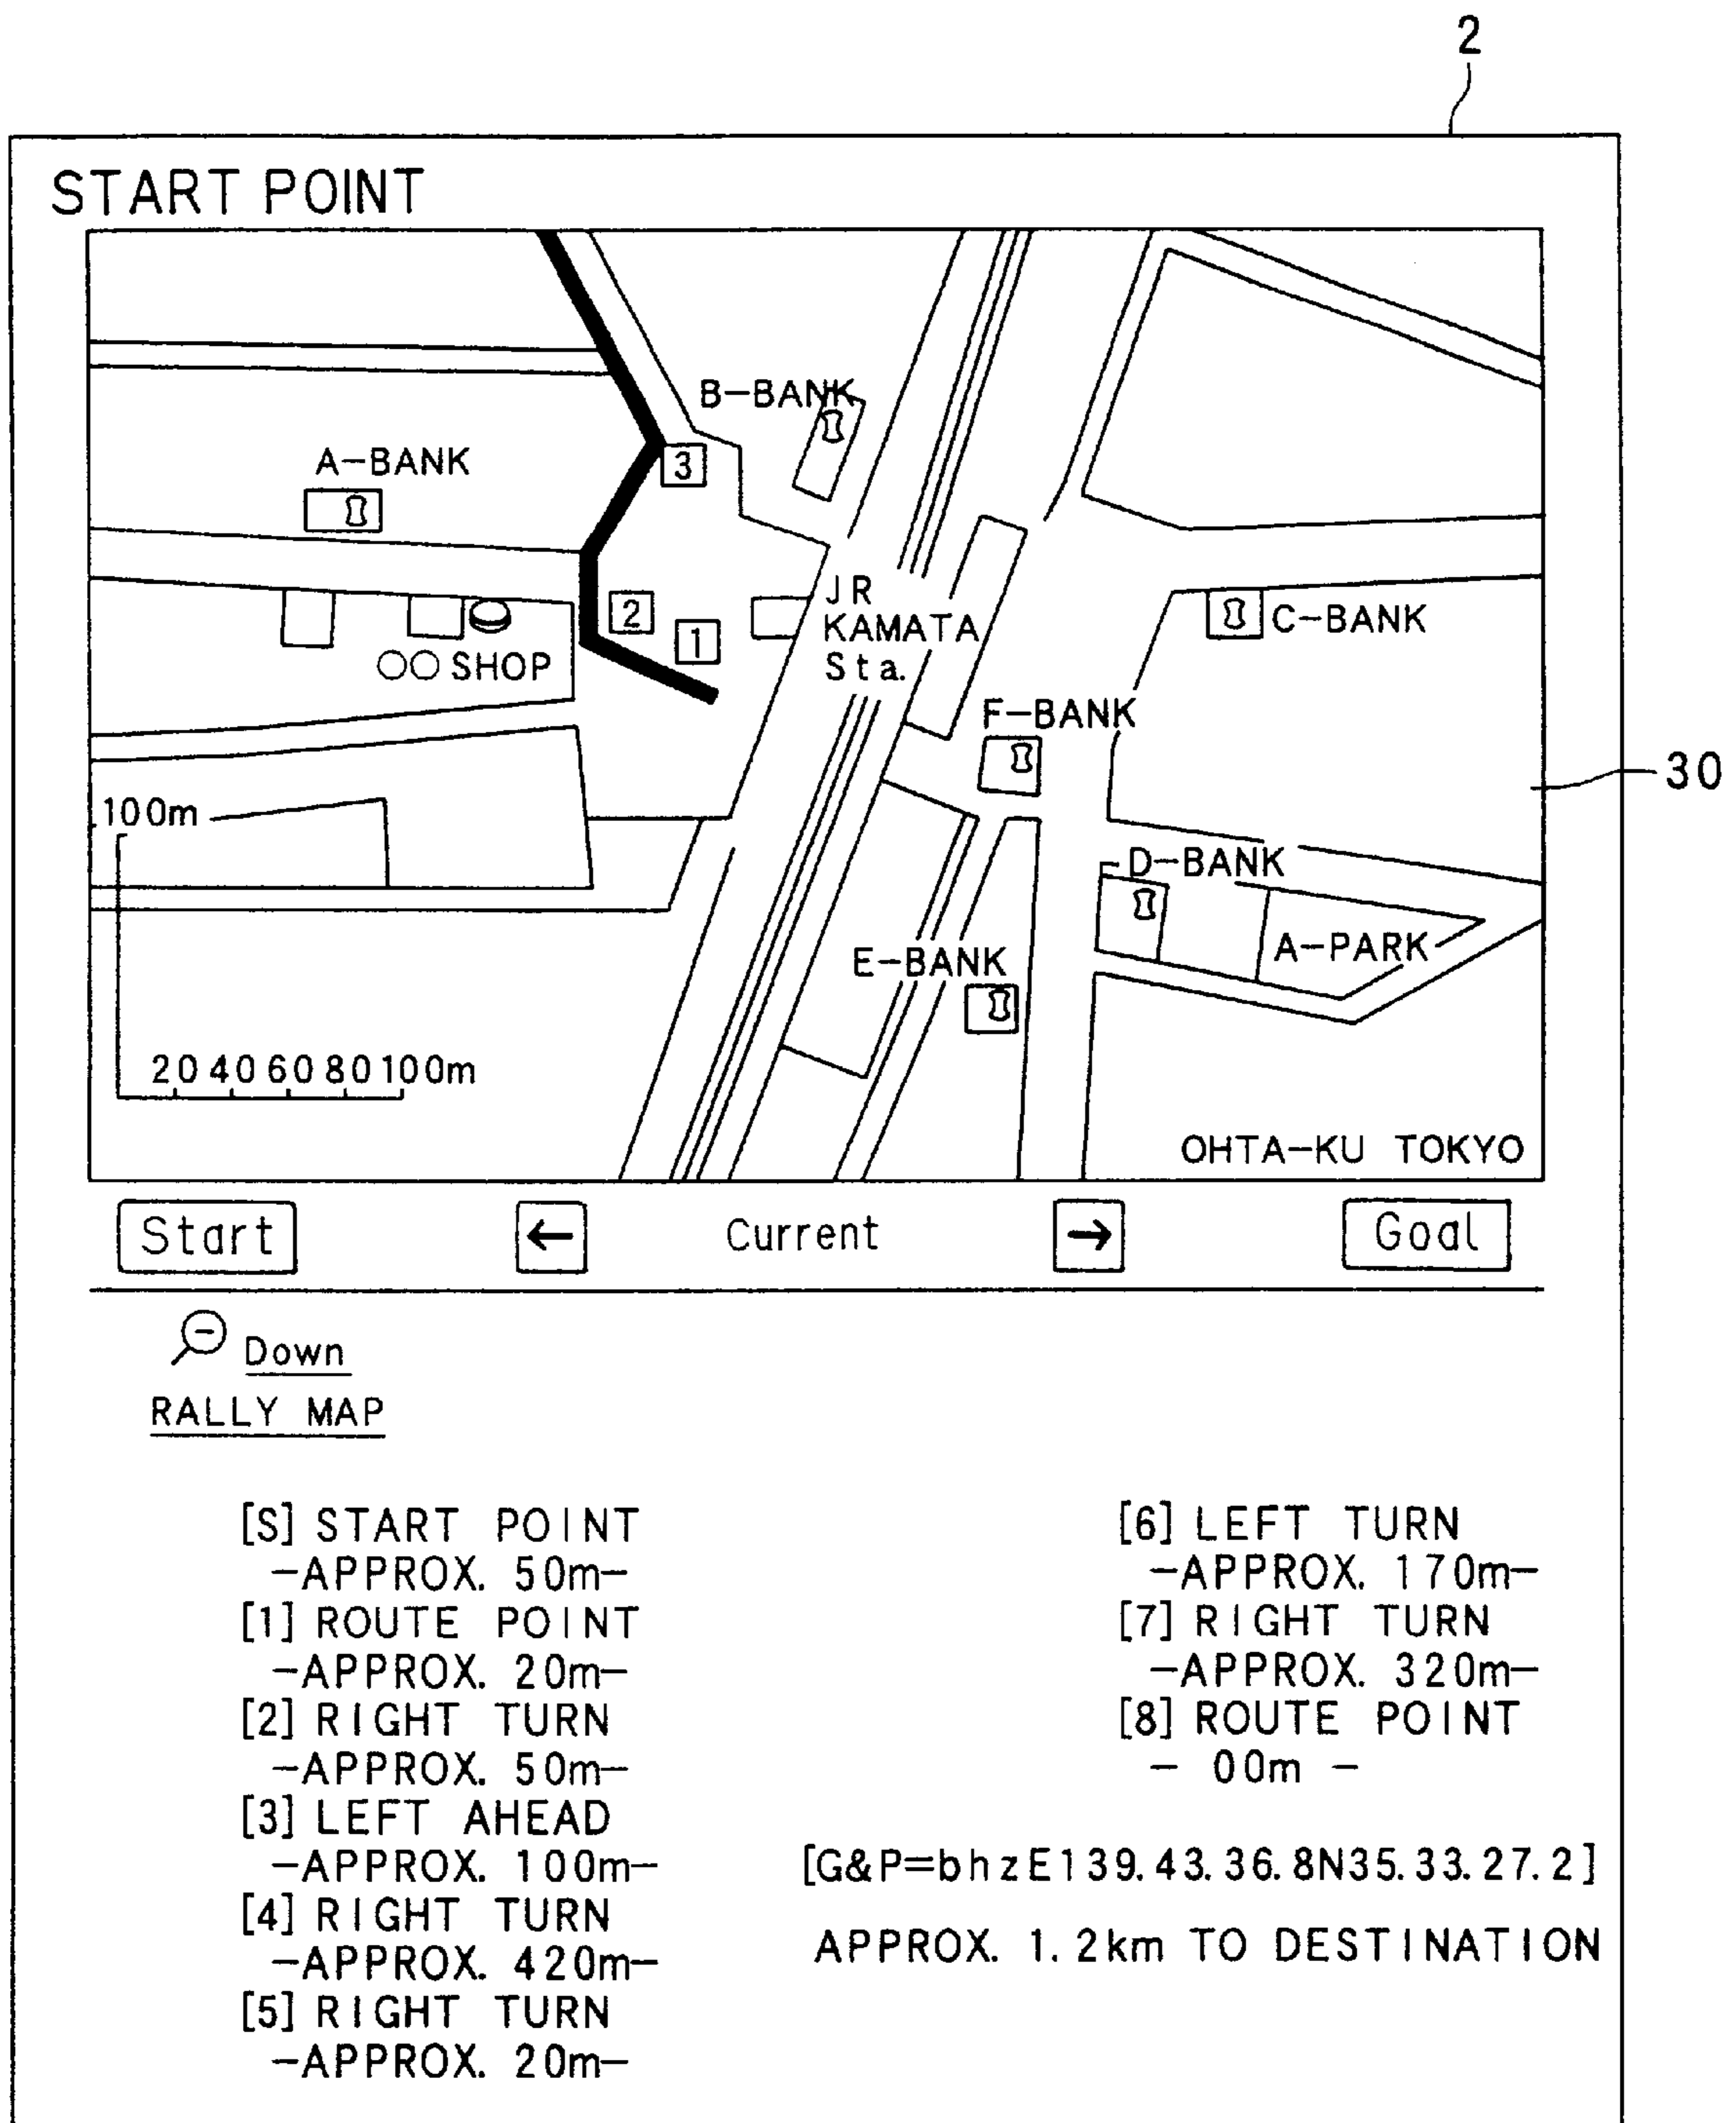 2
START POINT
B-BANK
A-BANK
3
2
1
JR
KAMATA
Sta.
C-BANK
○○ SHOP
F-BANK
30
100m
D-BANK
A-PARK
E-BANK
20 40 60 80 100m
OHTA-KU TOKYO
Start
←
Current
→
Goal
Down
RALLY MAP
[S] START POINT
-APPROX. 50m-
[1] ROUTE POINT
-APPROX. 20m-
[2] RIGHT TURN
-APPROX. 50m-
[3] LEFT AHEAD
-APPROX. 100m-
[4] RIGHT TURN
-APPROX. 420m-
[5] RIGHT TURN
-APPROX. 20m-
[6] LEFT TURN
-APPROX. 170m-
[7] RIGHT TURN
-APPROX. 320m-
[8] ROUTE POINT
- 00m -
[G&P=bhzE139.43.36.8N35.33.27.2]
APPROX. 1.2km TO DESTINATION